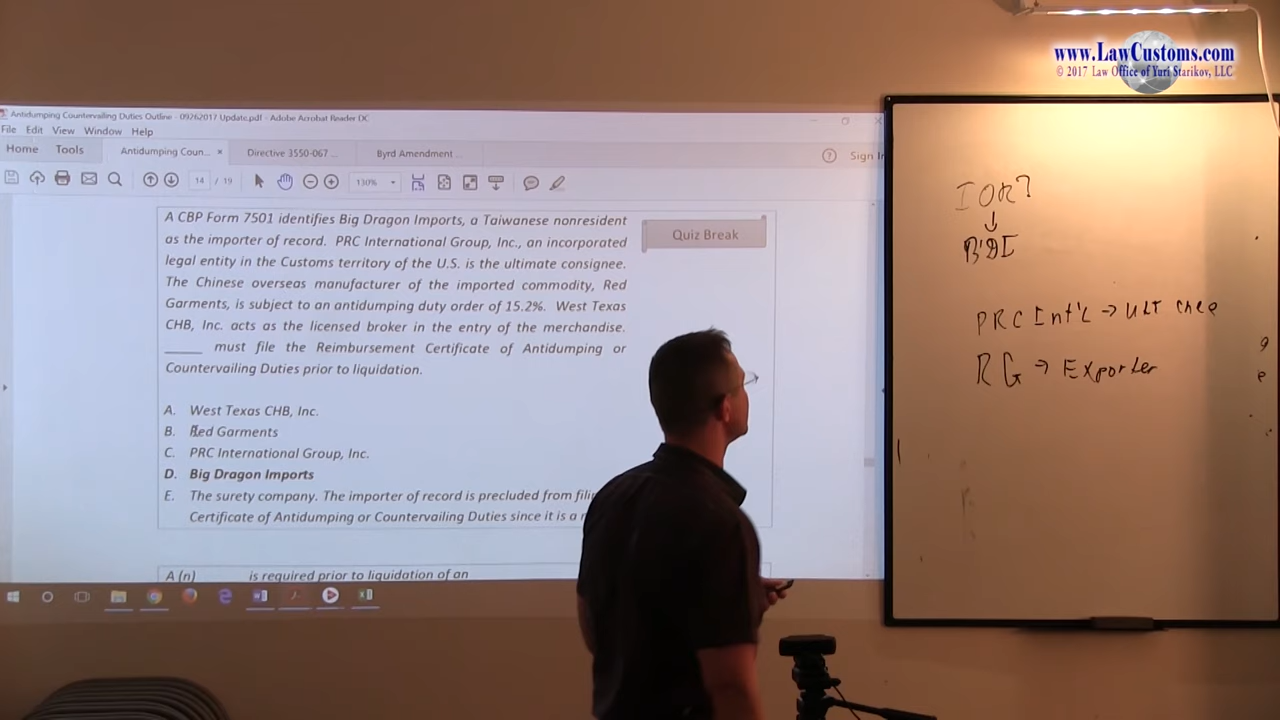 www.LawCustoms.com
© 2017 Law Office of Yuri Starikov, LLC
Antidumping Countervailing Duties Outline - 09262017 Update.pdf - Adobe Acrobat Reader DC
File Edit View Window Help
Home Tools Antidumping Coun... × Directive 3550-067 ... Byrd Amendment ... Sign In
14 / 19 130%
A CBP Form 7501 identifies Big Dragon Imports, a Taiwanese nonresident
as the importer of record. PRC International Group, Inc., an incorporated
legal entity in the Customs territory of the U.S. is the ultimate consignee.
The Chinese overseas manufacturer of the imported commodity, Red
Garments, is subject to an antidumping duty order of 15.2%. West Texas
CHB, Inc. acts as the licensed broker in the entry of the merchandise.
_____ must file the Reimbursement Certificate of Antidumping or
Countervailing Duties prior to liquidation.
Quiz Break
A. West Texas CHB, Inc.
B. Red Garments
C. PRC International Group, Inc.
D. Big Dragon Imports
E. The surety company. The importer of record is precluded from
Certificate of Antidumping or Countervailing Duties since it is a
A (n) _____ is required prior to liquidation of an
IOR?
↓
BDI
PRC Int'l → ULT
RG → Exporter